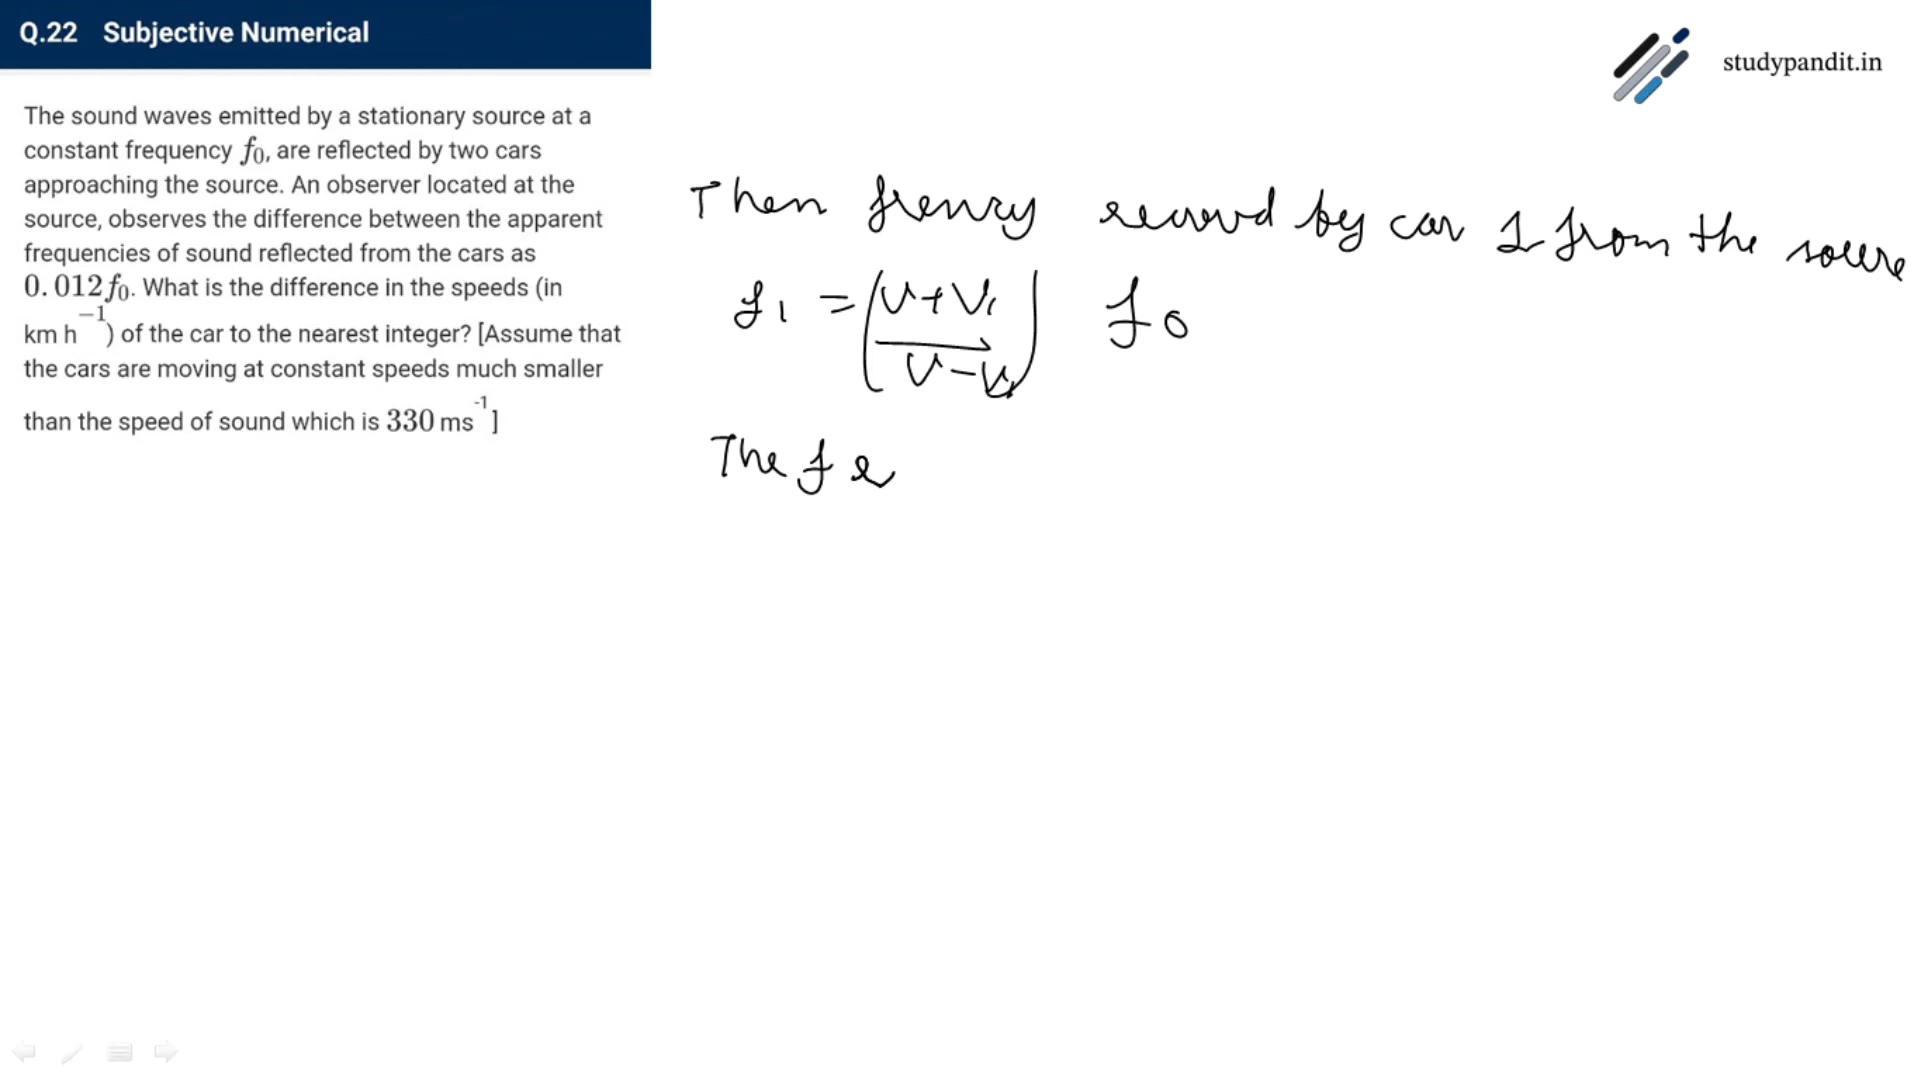 Q.22 Subjective Numerical
studypandit.in
The sound waves emitted by a stationary source at a
constant frequency f₀, are reflected by two cars
approaching the source. An observer located at the
source, observes the difference between the apparent
frequencies of sound reflected from the cars as
0.012f₀. What is the difference in the speeds (in
km h⁻¹) of the car to the nearest integer? [Assume that
the cars are moving at constant speeds much smaller
than the speed of sound which is 330 ms⁻¹]
Then by car 1 from the
f₁ = (V+V₁ / V-V₁) f₀
The f